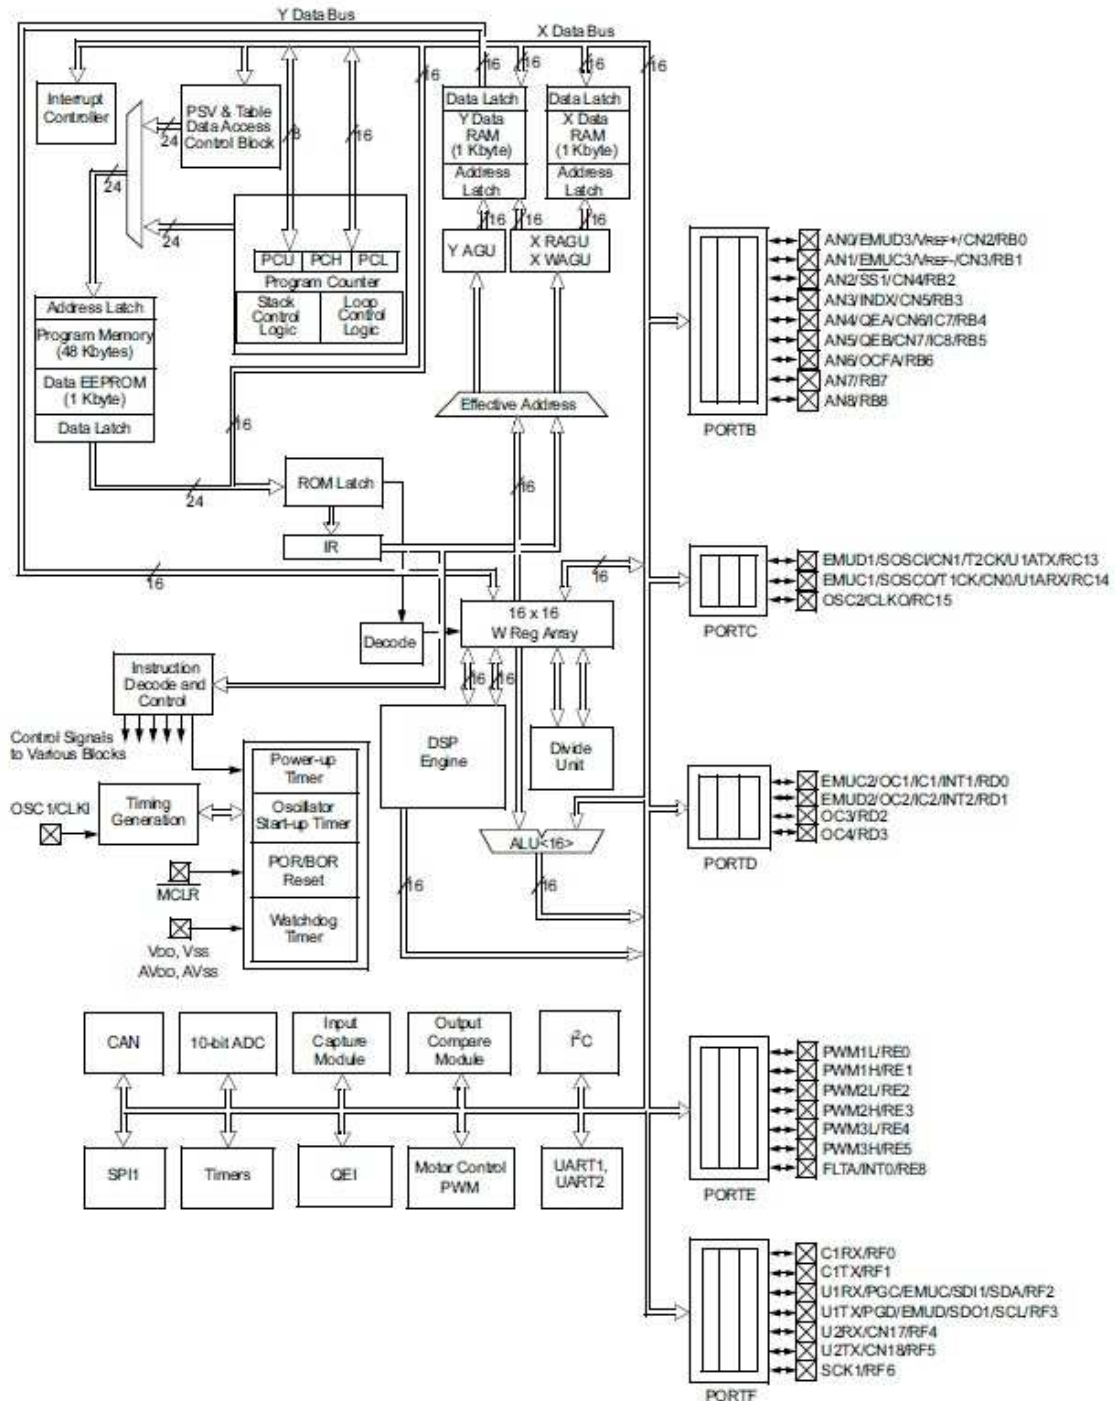 Y Data Bus
X Data Bus
16
16
16
16
16
Interrupt
Controller
PSV & Table
Data Access
Control Block
24
24
24
8
16
Data Latch
Y Data
RAM
(1 Kbyte)
Address
Latch
Data Latch
X Data
RAM
(1 Kbyte)
Address
Latch
16
16
16
Y AGU
X RAGU
X WAGU
PCU
PCH
PCL
Program Counter
Stack
Control
Logic
Loop
Control
Logic
Address Latch
Program Memory
(48 Kbytes)
Data EEPROM
(1 Kbyte)
Data Latch
16
24
Effective Address
16
ROM Latch
IR
16
16
16 x 16
W Reg Array
Decode
Instruction
Decode and
Control
16
16
Control Signals
to Various Blocks
DSP
Engine
Divide
Unit
Power-up
Timer
OSC1/CLKI
Timing
Generation
Oscillator
Start-up Timer
ALU<16>
POR/BOR
Reset
MCLR
16
16
Watchdog
Timer
VDD, VSS
AVDD, AVSS
CAN
10-bit ADC
Input
Capture
Module
Output
Compare
Module
I2C
SPI1
Timers
QEI
Motor Control
PWM
UART1,
UART2
AN0/EMUD3/VREF+/CN2/RB0
AN1/EMUC3/VREF-/CN3/RB1
AN2/SS1/CN4/RB2
AN3/INDX/CN5/RB3
AN4/QEA/CN6/IC7/RB4
AN5/QEB/CN7/IC8/RB5
AN6/OCFA/RB6
AN7/RB7
AN8/RB8
PORTB
EMUD1/SOSCI/CN1/T2CK/U1ATX/RC13
EMUC1/SOSCO/T1CK/CN0/U1ARX/RC14
OSC2/CLKO/RC15
PORTC
EMUC2/OC1/IC1/INT1/RD0
EMUD2/OC2/IC2/INT2/RD1
OC3/RD2
OC4/RD3
PORTD
PWM1L/RE0
PWM1H/RE1
PWM2L/RE2
PWM2H/RE3
PWM3L/RE4
PWM3H/RE5
FLTA/INT0/RE8
PORTE
C1RX/RF0
C1TX/RF1
U1RX/PGC/EMUC/SDI1/SDA/RF2
U1TX/PGD/EMUD/SDO1/SCL/RF3
U2RX/CN17/RF4
U2TX/CN18/RF5
SCK1/RF6
PORTF